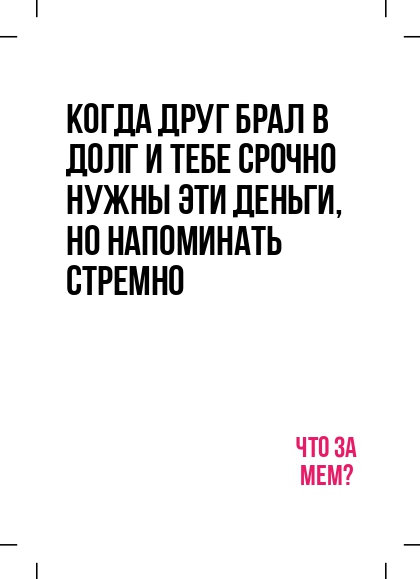 КОГДА ДРУГ БРАЛ В
ДОЛГ И ТЕБЕ СРОЧНО
НУЖНЫ ЭТИ ДЕНЬГИ,
НО НАПОМИНАТЬ
СТРЕМНО
ЧТО ЗА
МЕМ?